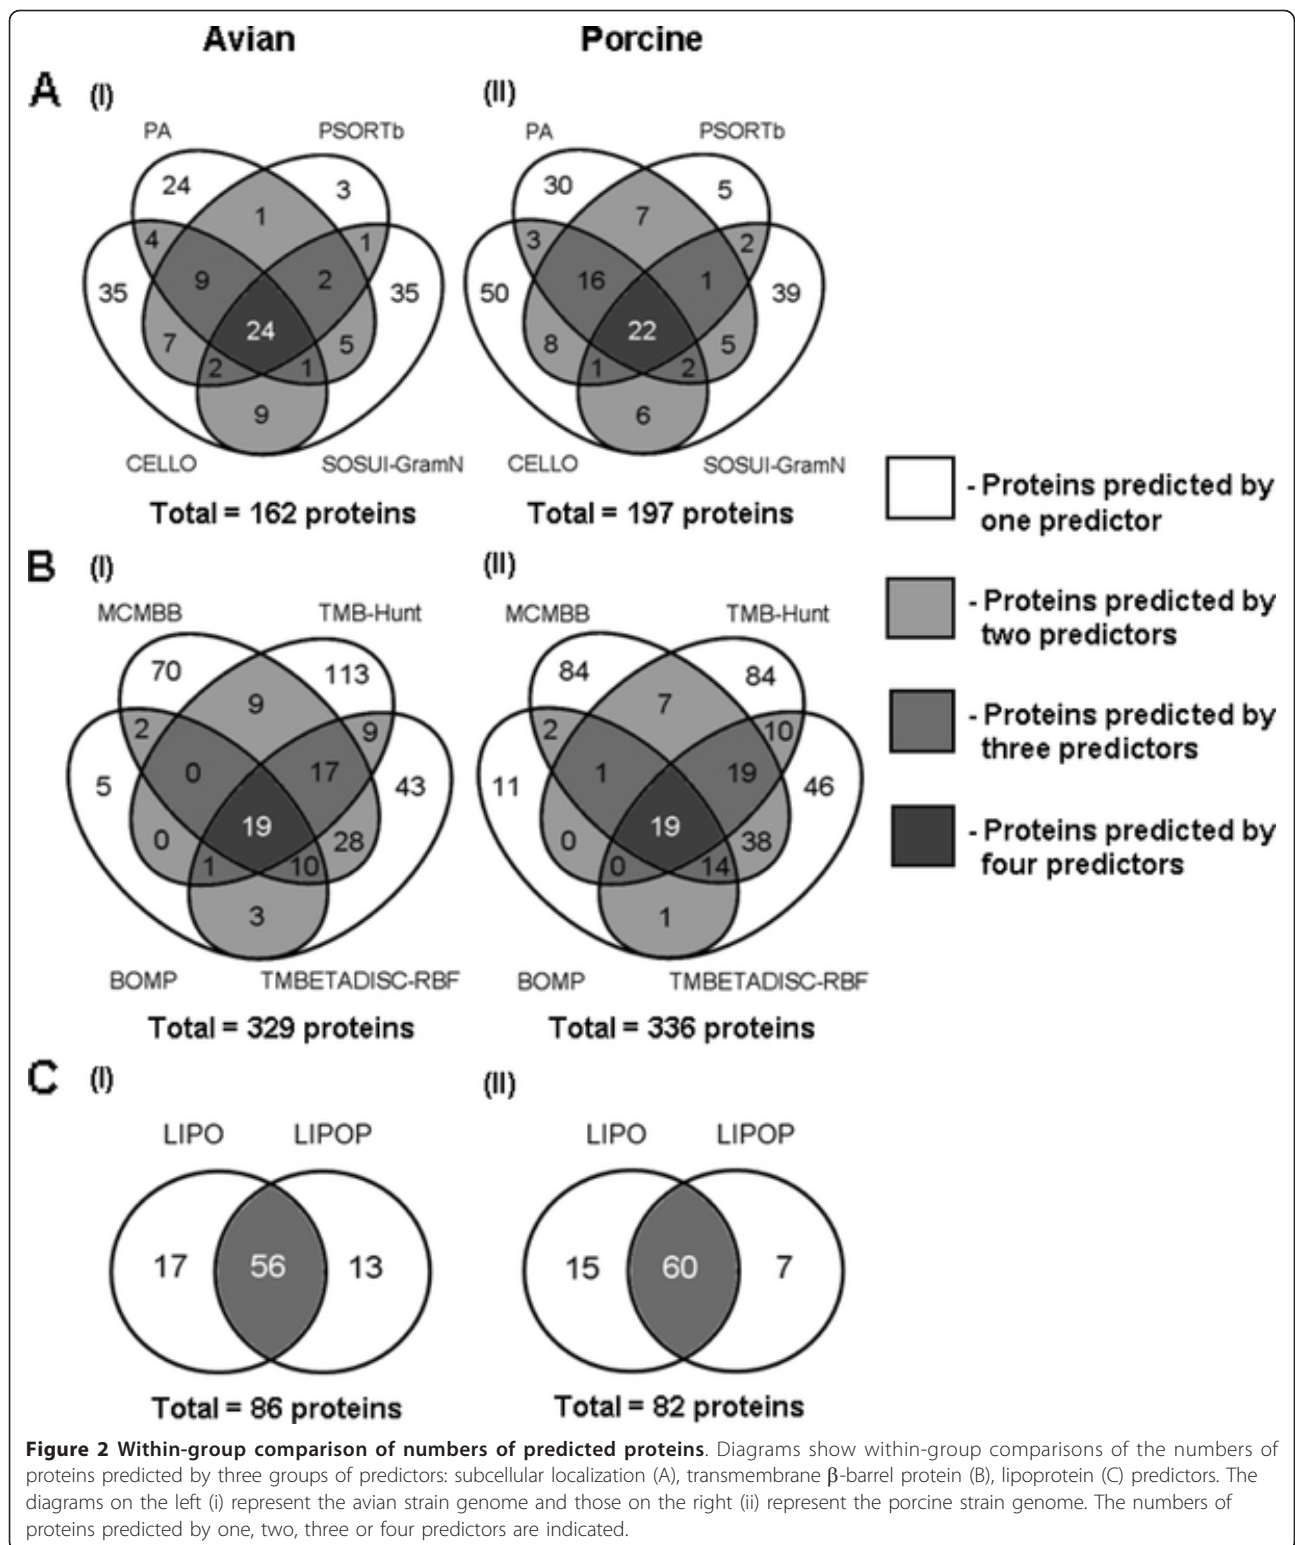 Avian Porcine
A (I) (II)
PA PSORTb PA PSORTb
24 3 30 5
1 7
4 1 3 2
9 2 16 1
35 35 50 39
24 22
7 5 8 5
2 1 1 2
9 6
CELLO SOSUI-GramN CELLO SOSUI-GramN
Total = 162 proteins Total = 197 proteins
- Proteins predicted by
one predictor
- Proteins predicted by
two predictors
- Proteins predicted by
three predictors
- Proteins predicted by
four predictors
B (I) (II)
MCMBB TMB-Hunt MCMBB TMB-Hunt
70 113 84 84
9 7
2 9 2 10
0 17 1 19
5 43 11 46
19 19
0 28 0 38
1 10 0 14
3 1
BOMP TMBETADISC-RBF BOMP TMBETADISC-RBF
Total = 329 proteins Total = 336 proteins
C (I) (II)
LIPO LIPOP LIPO LIPOP
17 56 13 15 60 7
Total = 86 proteins Total = 82 proteins
Figure 2 Within-group comparison of numbers of predicted proteins. Diagrams show within-group comparisons of the numbers of
proteins predicted by three groups of predictors: subcellular localization (A), transmembrane β-barrel protein (B), lipoprotein (C) predictors. The
diagrams on the left (i) represent the avian strain genome and those on the right (ii) represent the porcine strain genome. The numbers of
proteins predicted by one, two, three or four predictors are indicated.